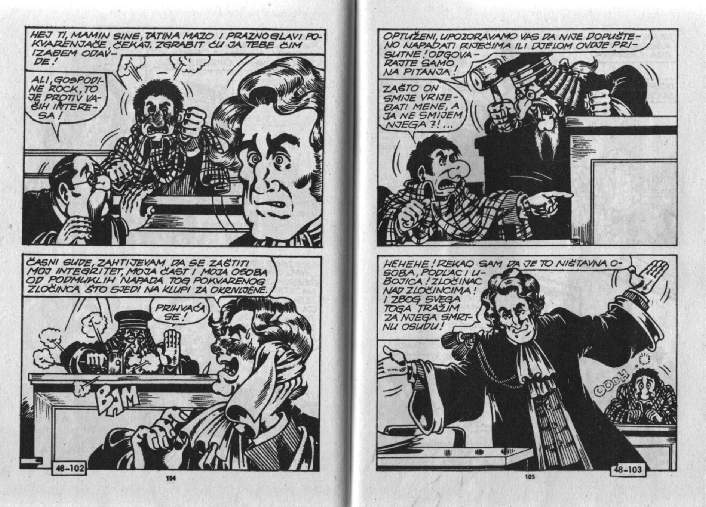 HEJ TI, MAMIN SINE, TATINA MAZO I PRAZNOGLAVI PO-
KVARENJAČE, ČEKAJ, ZGRABIT ĆU JA TEBE ČIM
IZAĐEM ODAV-
DE!
ALI, GOSPODI-
NE ROCK, TO
JE PROTIV VA-
ŠIH INTERE-
SA!
ČASNI SUDE, ZAHTIJEVAM DA SE ZAŠTITI
MOJ INTEGRITET, MOJA ČAST I MOJA OSOBA
OD PODMUKLIH NAPADA TOG POKVARENOG
ZLOČINCA ŠTO SJEDI NA KLUPI ZA OKRIVLJENE.
PRIHVAĆA
SE!
BAM
48-102
104
OPTUŽENI, UPOZORAVAMO VAS DA NIJE DOPUŠTE-
NO NAPADATI RIJEČIMA ILI DJELOM OVDJE PRI-
SUTNE! ODGOVA-
RAJTE SAMO,
NA PITANJA
ZAŠTO ON
SMIJE VRIJE-
ĐATI MENE, A
JA NE SMIJEM
NJEGA?!...
HEHEHE! REKAO SAM DA JE TO NIŠTAVNA O-
SOBA, PODLAC I U-
BOJICA! ZLOČINAC
NAD ZLOČINCIMA!
I ZBOG SVEGA
TOGA TRAŽIM
ZA NJEGA SMRT-
NU OSUDU!
48-103
105